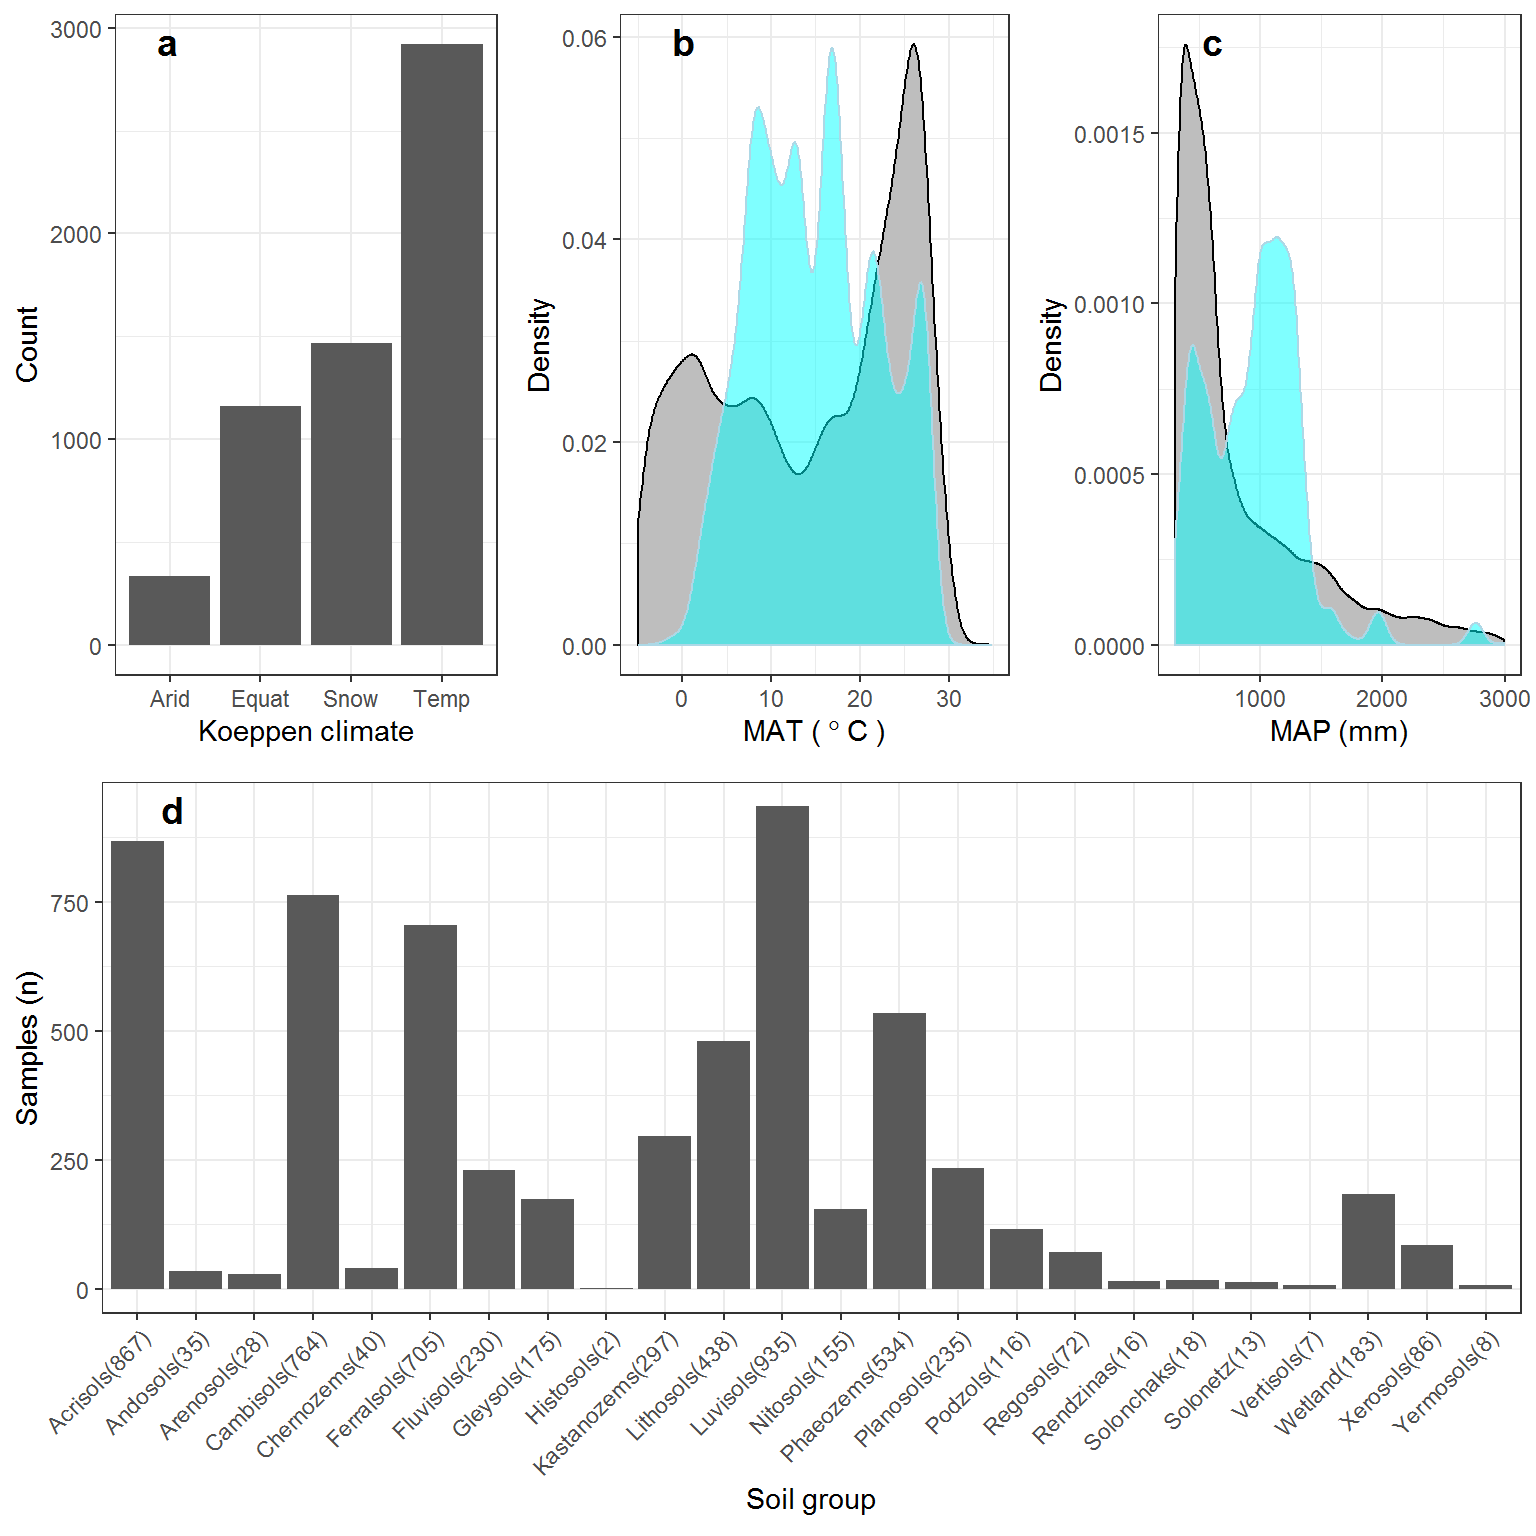 a
3000
2000
1000
0
Count
Arid Equat Snow Temp
Koeppen climate
b
0.06
0.04
0.02
0.00
Density
0 10 20 30
MAT ( ° C )
c
0.0015
0.0010
0.0005
0.0000
Density
1000 2000 3000
MAP (mm)
d
750
500
250
0
Samples (n)
Acrisols(867)
Andosols(35)
Arenosols(28)
Cambisols(764)
Chernozems(40)
Ferralsols(705)
Fluvisols(230)
Gleysols(175)
Histosols(2)
Kastanozems(297)
Lithosols(438)
Luvisols(935)
Nitosols(155)
Phaeozems(534)
Planosols(235)
Podzols(116)
Regosols(72)
Rendzinas(16)
Solonchaks(18)
Solonetz(13)
Vertisols(7)
Wetland(183)
Xerosols(86)
Yermosols(8)
Soil group